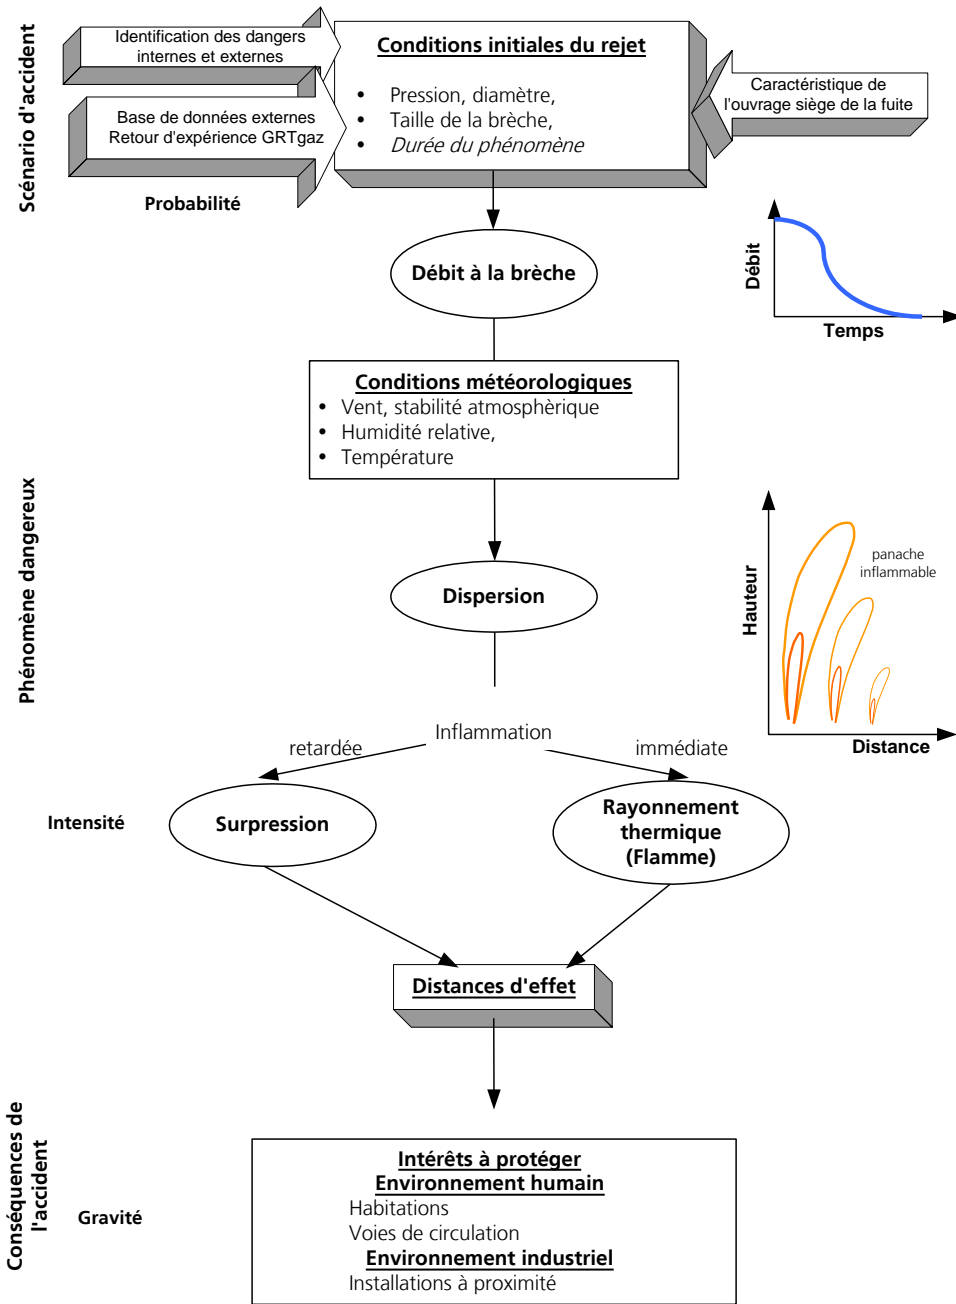 Scénario d'accident
Identification des dangers
internes et externes
Base de données externes
Retour d'expérience GRTgaz
Probabilité
Conditions initiales du rejet
• Pression, diamètre,
• Taille de la brèche,
• Durée du phénomène
Caractéristique de
l'ouvrage siège de la fuite
Débit à la brèche
Débit
Temps
Conditions météorologiques
• Vent, stabilité atmosphèrique
• Humidité relative,
• Température
Phénomène dangereux
Dispersion
Hauteur
panache
inflammable
Distance
Inflammation
retardée
immédiate
Intensité
Surpression
Rayonnement
thermique
(Flamme)
Distances d'effet
Conséquences de
l'accident
Gravité
Intérêts à protéger
Environnement humain
Habitations
Voies de circulation
Environnement industriel
Installations à proximité